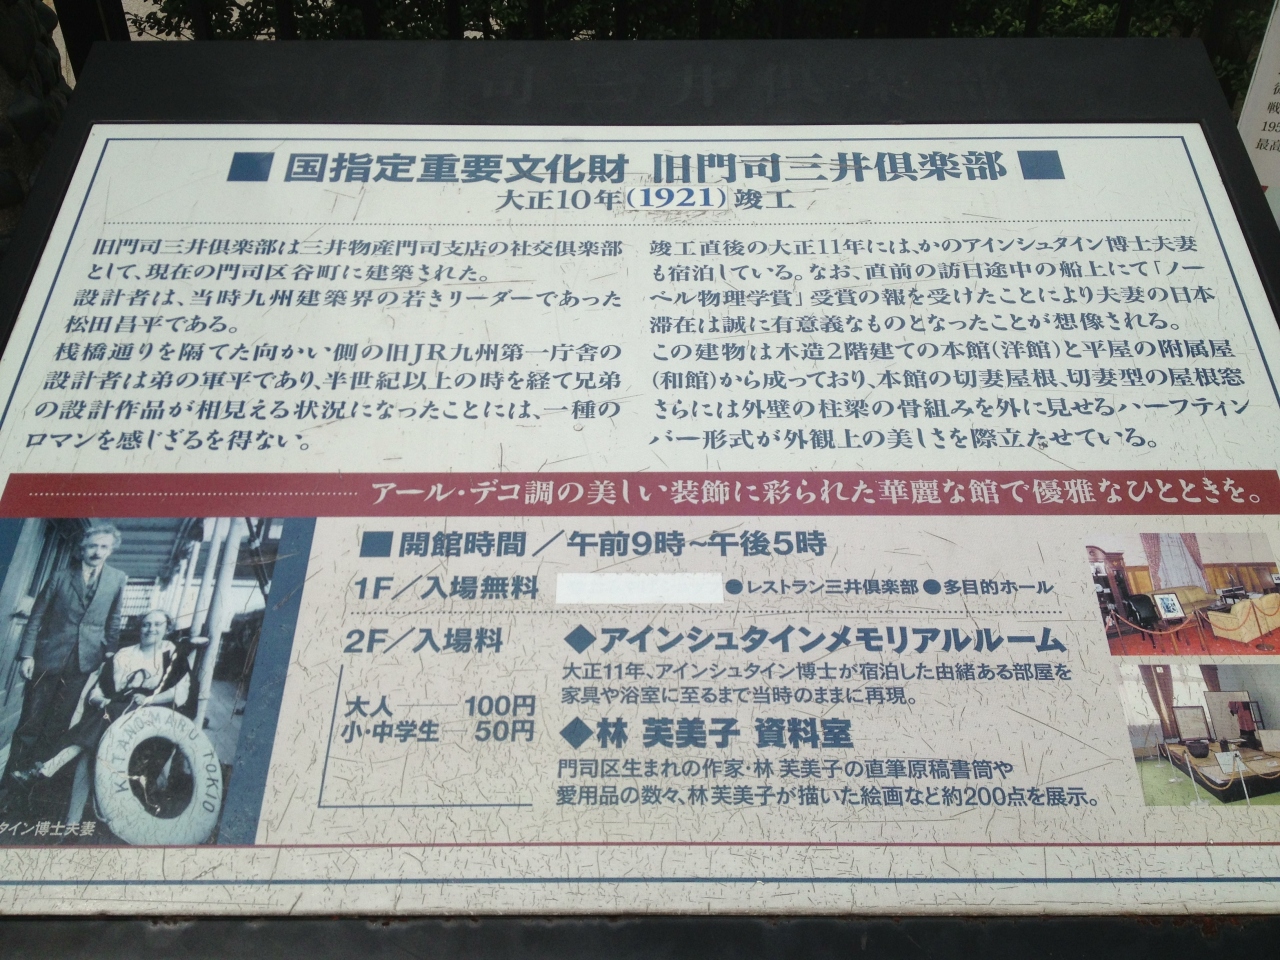 ■国指定重要文化財 旧門司三井倶楽部■
大正10年(1921)竣工
旧門司三井倶楽部は三井物産門司支店の社交倶楽部
として、現在の門司区谷町に建築された。
設計者は、当時九州建築界の若きリーダーであった
松田昌平である。
桟橋通りを隔てた向かい側の旧JR九州第一庁舎の
設計者は弟の軍平であり、半世紀以上の時を経て兄弟
の設計作品が相見える状況になったことには、一種の
ロマンを感じざるを得ない。
竣工直後の大正11年には、かのアインシュタイン博士夫妻
も宿泊している。なお、直前の訪日途中の船上にて「ノー
ベル物理学賞」受賞の報を受けたことにより夫妻の日本
滞在は誠に有意義なものとなったことが想像される。
この建物は木造2階建ての本館(洋館)と平屋の附属屋
(和館)から成っており、本館の切妻屋根、切妻型の屋根窓
さらには外壁の柱梁の骨組みを外に見せるハーフティン
バー形式が外観上の美しさを際立たせている。
アール・デコ調の美しい装飾に彩られた華麗な館で優雅なひとときを。
■開館時間／午前9時～午後5時
1F／入場無料 ●レストラン三井倶楽部 ●多目的ホール
2F／入場料
大人 100円
小・中学生 50円
◆アインシュタインメモリアルルーム
大正11年、アインシュタイン博士が宿泊した由緒ある部屋を
家具や浴室に至るまで当時のままに再現。
◆林 芙美子 資料室
門司区生まれの作家・林 芙美子の直筆原稿書簡や
愛用品の数々、林芙美子が描いた絵画など約200点を展示。
KITANO MARU TOKIO
タイン博士夫妻
戦
195
最高